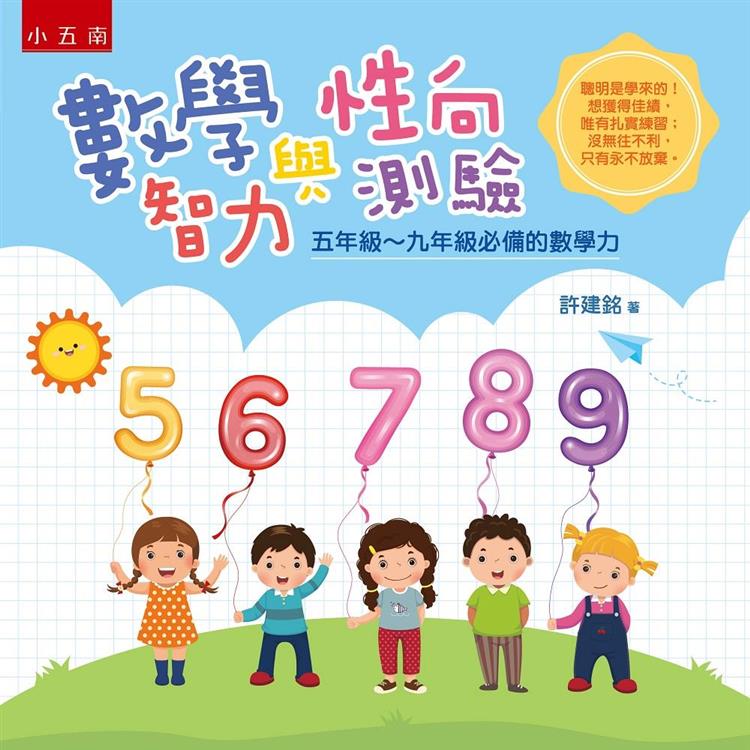 小五南
數學 性向
智力與測驗
五年級～九年級必備的數學力
聰明是學來的！
想獲得佳績，
唯有扎實練習；
沒無往不利，
只有永不放棄。
許建銘 著
5 6 7 8 9